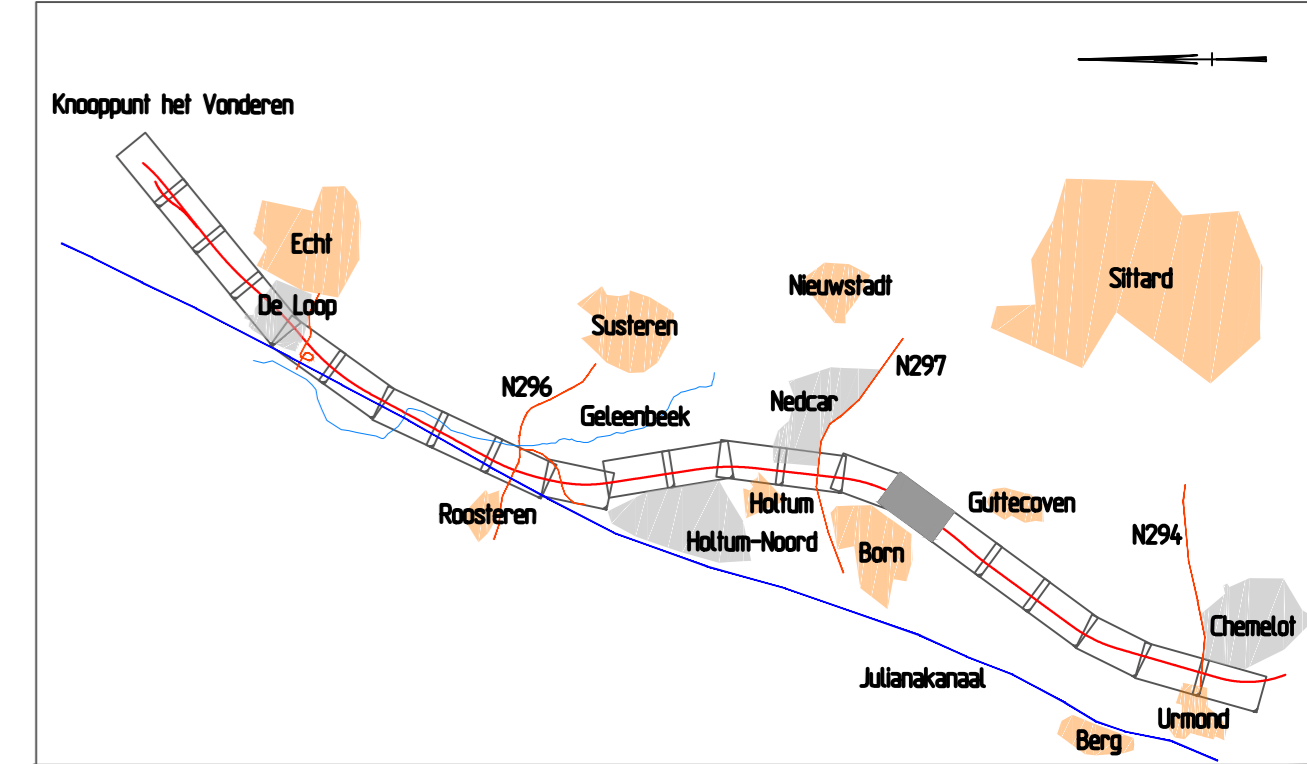 Knooppunt het Vonderen
Echt
De Loop
Sittard
Nieuwstadt
Susteren
N297
N296
Nedcar
Geleenbeek
Roosteren
Holtum
Guttecoven
Holtum-Noord
Born
N294
Chemelot
Julianakanaal
Urmond
Berg